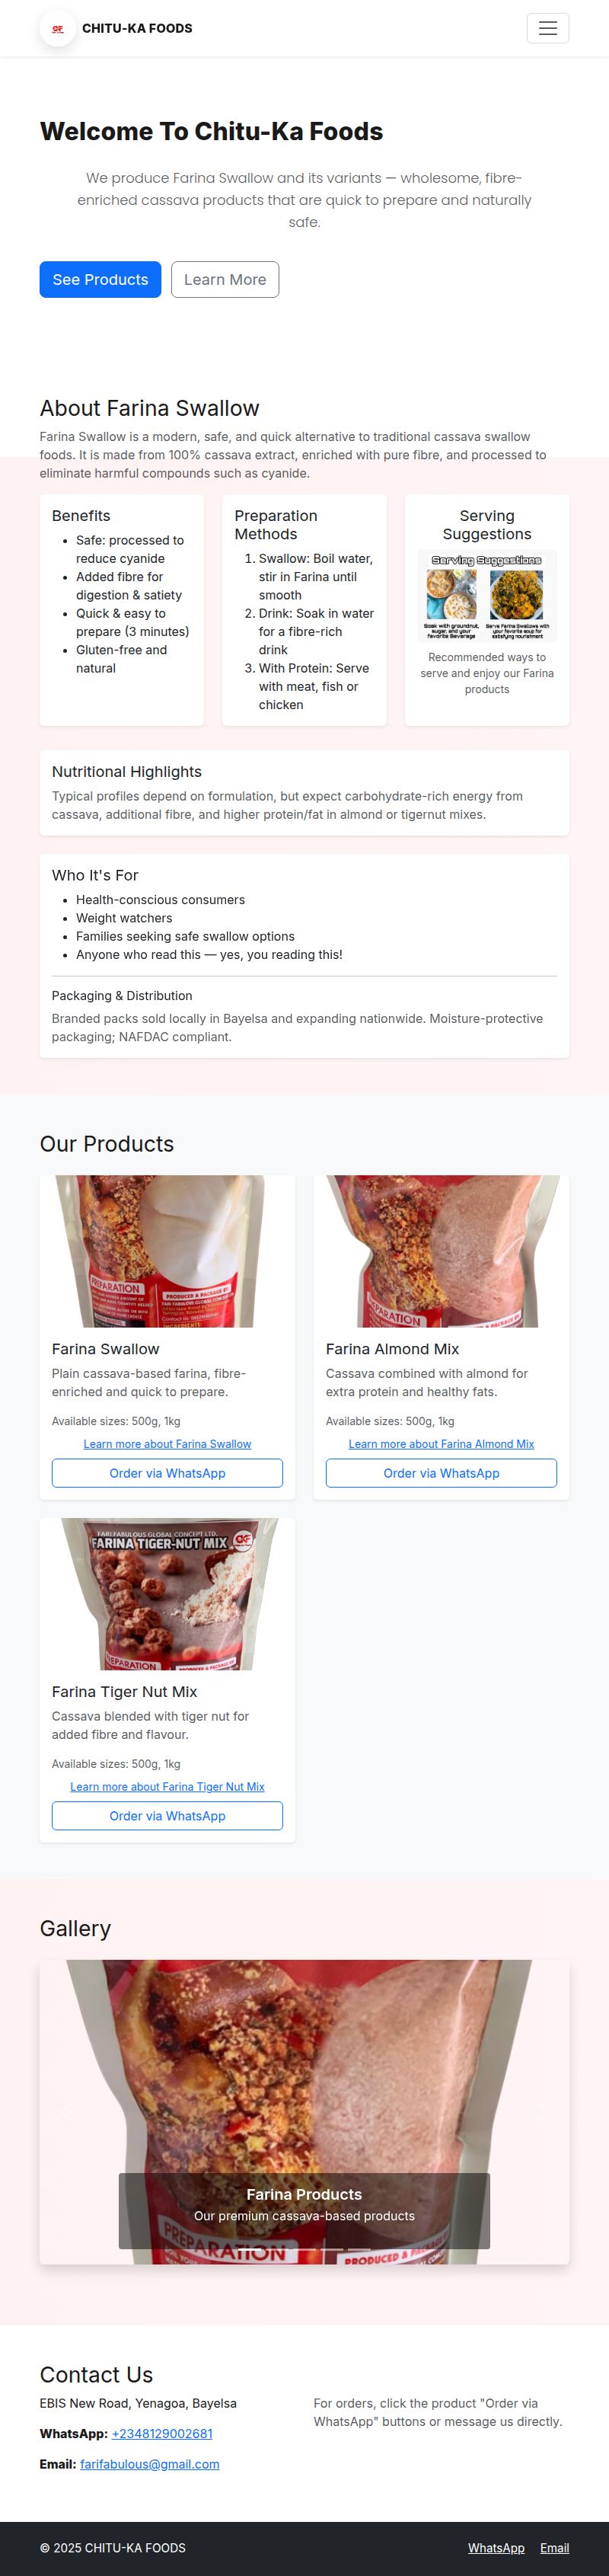 CHITU-KA FOODS
Welcome To Chitu-Ka Foods
We produce Farina Swallow and its variants — wholesome, fibre-
enriched cassava products that are quick to prepare and naturally
safe.
See Products
Learn More
About Farina Swallow
Farina Swallow is a modern, safe, and quick alternative to traditional cassava swallow
foods. It is made from 100% cassava extract, enriched with pure fibre, and processed to
eliminate harmful compounds such as cyanide.
Benefits
Safe: processed to
reduce cyanide
Added fibre for
digestion & satiety
Quick & easy to
prepare (3 minutes)
Gluten-free and
natural
Preparation
Methods
1. Swallow: Boil water,
stir in Farina until
smooth
2. Drink: Soak in water
for a fibre-rich
drink
3. With Protein: Serve
with meat, fish or
chicken
Serving
Suggestions
Serving Suggestions
Soak with groundnut,
sugar, and your
favorite Beverage
Serve Farina Swallows with
your favorite soup for
satisfying nourishment
Recommended ways to
serve and enjoy our Farina
products
Nutritional Highlights
Typical profiles depend on formulation, but expect carbohydrate-rich energy from
cassava, additional fibre, and higher protein/fat in almond or tigernut mixes.
Who It's For
Health-conscious consumers
Weight watchers
Families seeking safe swallow options
Anyone who read this — yes, you reading this!
Packaging & Distribution
Branded packs sold locally in Bayelsa and expanding nationwide. Moisture-protective
packaging; NAFDAC compliant.
Our Products
PREPARATION
PRODUCED & PACKAGE BY
FARI FABULOUS GLOBAL CONCEPT
INGREDIENTS:
Farina Swallow
Plain cassava-based farina, fibre-
enriched and quick to prepare.
Available sizes: 500g, 1kg
Learn more about Farina Swallow
Order via WhatsApp
PREPARATION
PRODUCED & PACKAGE
Farina Almond Mix
Cassava combined with almond for
extra protein and healthy fats.
Available sizes: 500g, 1kg
Learn more about Farina Almond Mix
Order via WhatsApp
FARI FABULOUS GLOBAL CONCEPT LTD.
FARINA TIGER-NUT MIX
CKF
PREPARATION
PRODUCED & PACKAGE BY
Farina Tiger Nut Mix
Cassava blended with tiger nut for
added fibre and flavour.
Available sizes: 500g, 1kg
Learn more about Farina Tiger Nut Mix
Order via WhatsApp
Gallery
Farina Products
Our premium cassava-based products
PREPARATION
PRODUCED &
Contact Us
EBIS New Road, Yenagoa, Bayelsa
WhatsApp: +2348129002681
Email: farifabulous@gmail.com
For orders, click the product "Order via
WhatsApp" buttons or message us directly.
© 2025 CHITU-KA FOODS
WhatsApp
Email